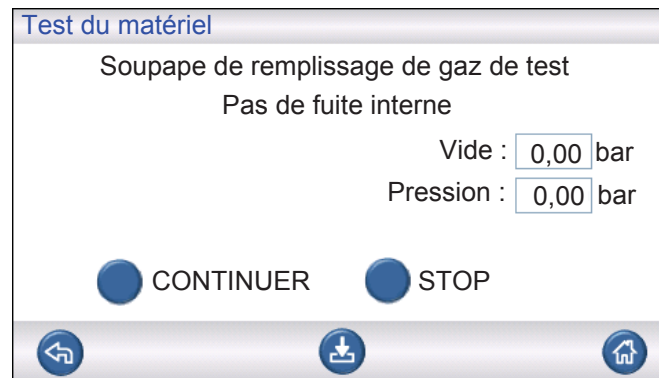 Test du matériel
Soupape de remplissage de gaz de test
Pas de fuite interne
Vide : 0,00 bar
Pression : 0,00 bar
CONTINUER STOP